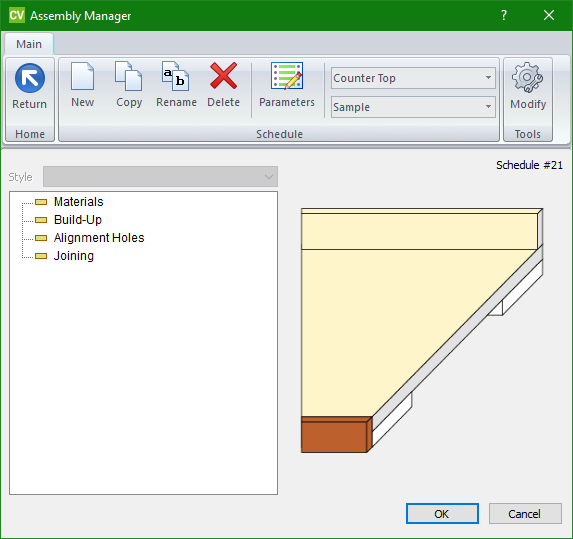 CV Assembly Manager ?
Main
Return
New Copy Rename Delete Parameters
Counter Top
Sample
Modify
Home Schedule Tools
Style
Schedule #21
Materials
Build-Up
Alignment Holes
Joining
OK Cancel